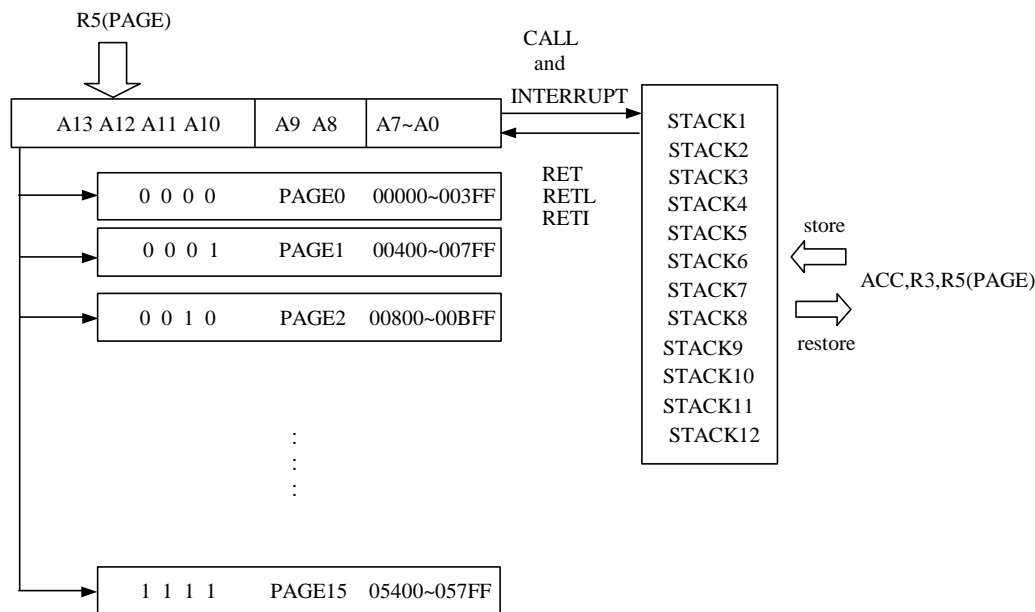 R5(PAGE)
CALL
and
INTERRUPT
A13 A12 A11 A10 A9 A8 A7~A0
RET
RETL
RETI
0 0 0 0 PAGE0 00000~003FF
0 0 0 1 PAGE1 00400~007FF
0 0 1 0 PAGE2 00800~00BFF
1 1 1 1 PAGE15 05400~057FF
STACK1
STACK2
STACK3
STACK4
STACK5
STACK6
STACK7
STACK8
STACK9
STACK10
STACK11
STACK12
store
ACC,R3,R5(PAGE)
restore